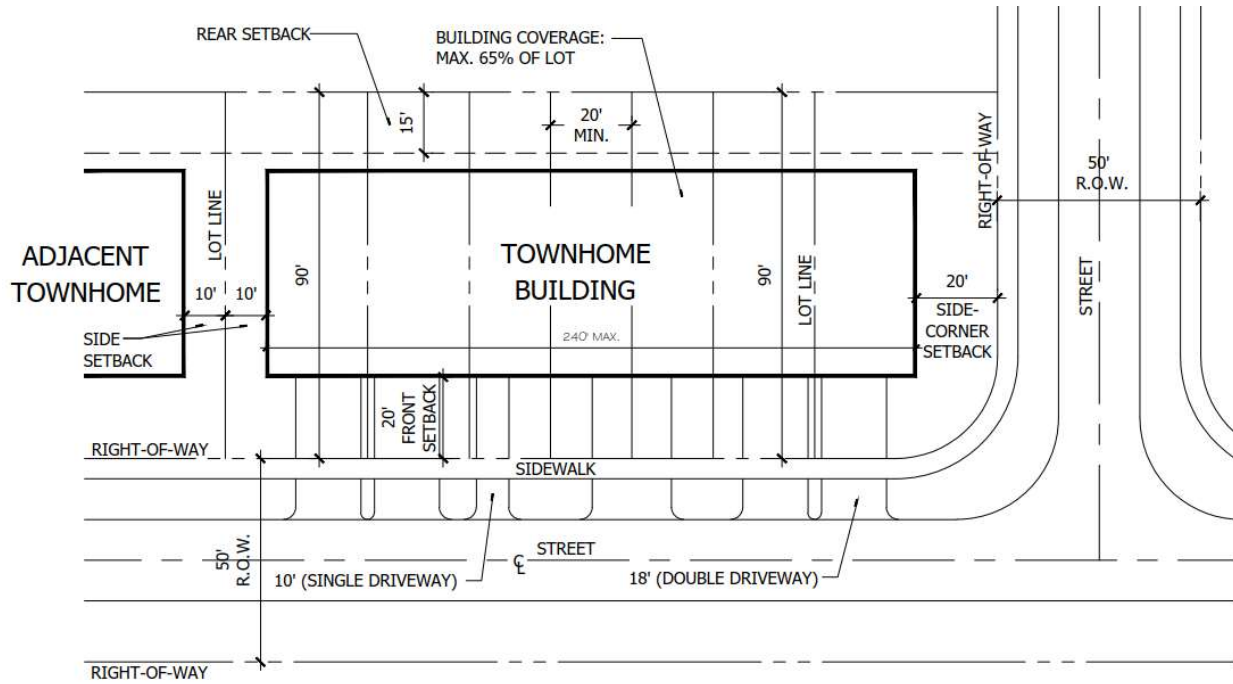 REAR SETBACK
BUILDING COVERAGE:
MAX. 65% OF LOT
15'
20'
MIN.
RIGHT-OF-WAY
50'
R.O.W.
LOT LINE
ADJACENT
TOWNHOME
TOWNHOME
BUILDING
90'
90'
LOT LINE
STREET
10'
10'
20'
SIDE
SETBACK
SIDE-
CORNER
SETBACK
240' MAX.
20'
FRONT
SETBACK
RIGHT-OF-WAY
SIDEWALK
50'
R.O.W.
STREET
CL
10' (SINGLE DRIVEWAY)
18' (DOUBLE DRIVEWAY)
RIGHT-OF-WAY